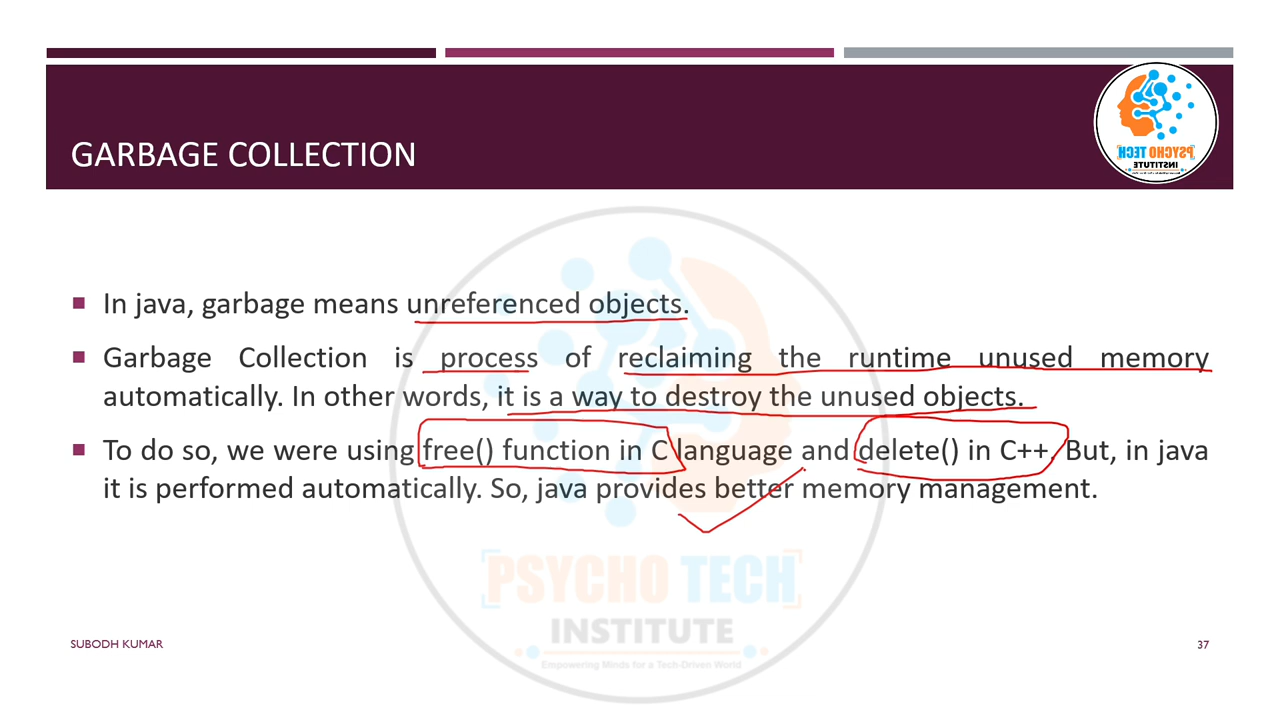 PSYCHO TECH
INSTITUTE
GARBAGE COLLECTION
In java, garbage means unreferenced objects.
Garbage Collection is process of reclaiming the runtime unused memory
automatically. In other words, it is a way to destroy the unused objects.
To do so, we were using free() function in C language and delete() in C++. But, in java
it is performed automatically. So, java provides better memory management.
PSYCHO TECH
INSTITUTE
Empowering Minds for a Tech-Driven World
SUBODH KUMAR
37